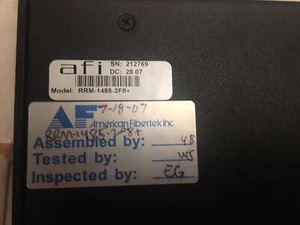 afi SN: 212769
DC: 28 07
Model: RRM-1485-2F8+
7-18-07
AF American Fibertek Inc
RRM-1485-2F8+
Assembled by: 48
Tested by: WS
Inspected by: EG